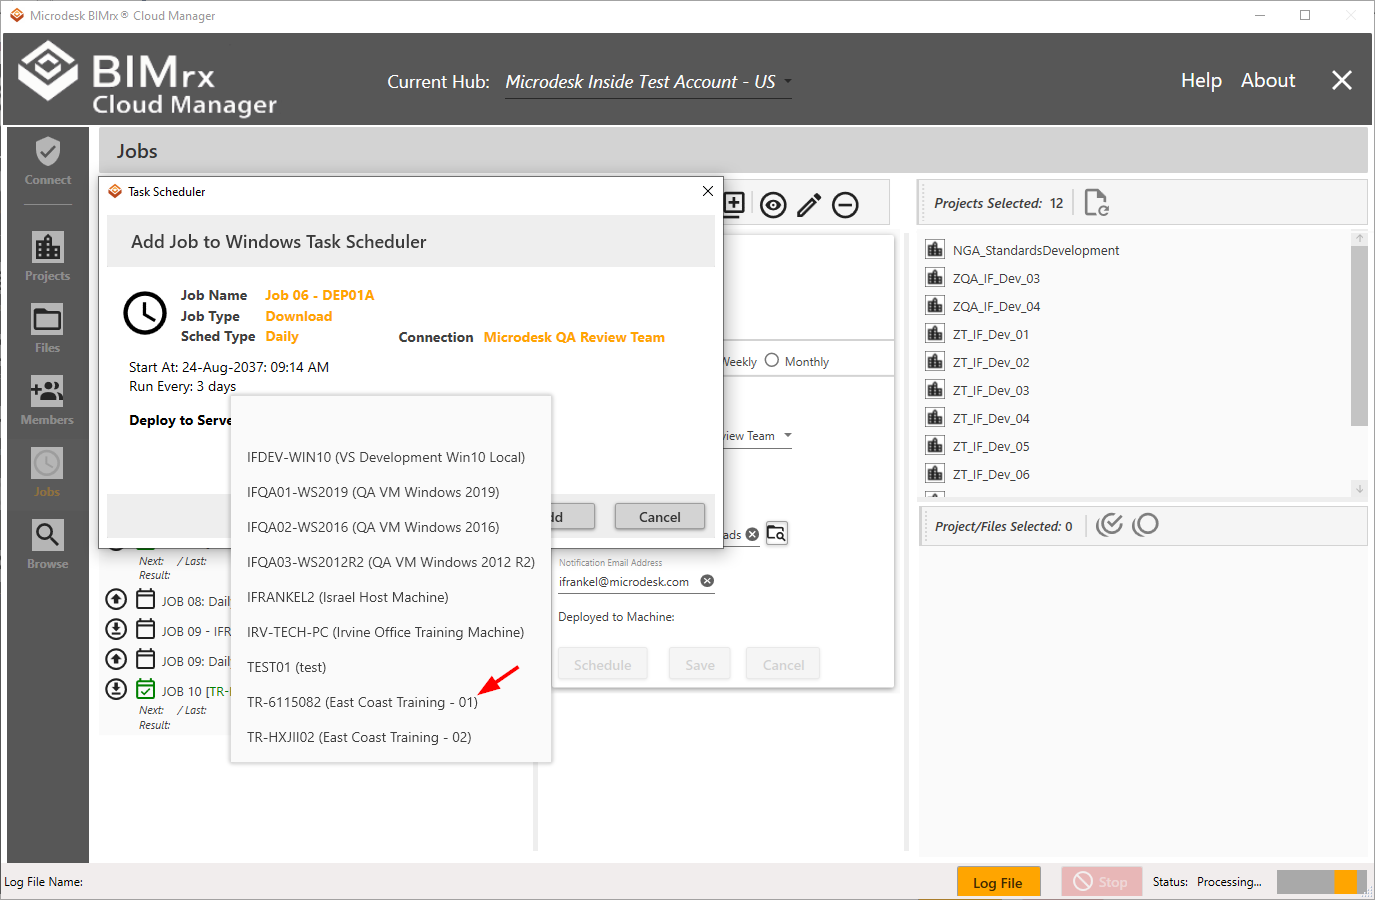 Microdesk BIMrx® Cloud Manager
BIMrx
Cloud Manager
Current Hub: Microdesk Inside Test Account - US
Help About
Connect
Projects
Files
Members
Jobs
Browse
Jobs
Task Scheduler
Add Job to Windows Task Scheduler
Job Name Job 06 - DEP01A
Job Type Download
Sched Type Daily
Connection Microdesk QA Review Team
Start At: 24-Aug-2037: 09:14 AM
Run Every: 3 days
Deploy to Serve
IFDEV-WIN10 (VS Development Win10 Local)
IFQA01-WS2019 (QA VM Windows 2019)
IFQA02-WS2016 (QA VM Windows 2016)
IFQA03-WS2012R2 (QA VM Windows 2012 R2)
IFRANKEL2 (Israel Host Machine)
IRV-TECH-PC (Irvine Office Training Machine)
TEST01 (test)
TR-6115082 (East Coast Training - 01)
TR-HXJII02 (East Coast Training - 02)
dd
Cancel
Next: / Last:
Result:
JOB 08: Dail
JOB 09 - IFR
JOB 09: Dail
JOB 10 [TR-
Next: / Last:
Result:
Weekly Monthly
view Team
ads
Notification Email Address
ifrankel@microdesk.com
Deployed to Machine:
Schedule Save Cancel
Projects Selected: 12
NGA_StandardsDevelopment
ZQA_IF_Dev_03
ZQA_IF_Dev_04
ZT_IF_Dev_01
ZT_IF_Dev_02
ZT_IF_Dev_03
ZT_IF_Dev_04
ZT_IF_Dev_05
ZT_IF_Dev_06
Project/Files Selected: 0
Log File Name:
Log File
Stop
Status: Processing...